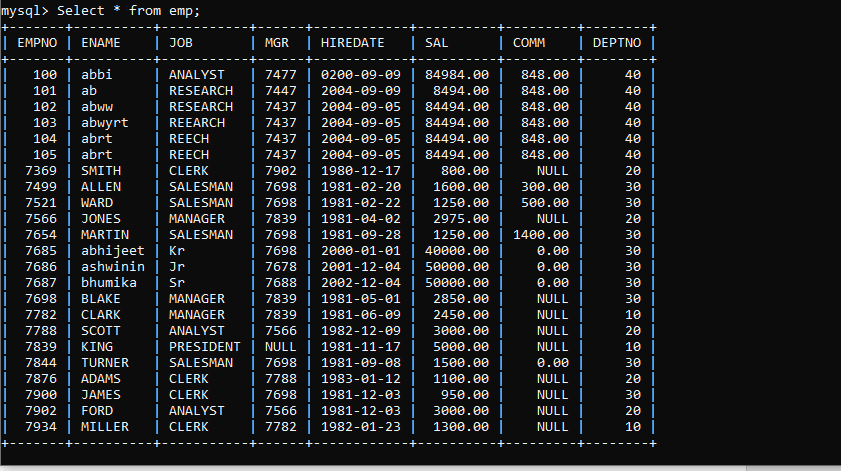 mysql> Select * from emp;
+-------+----------+-----------+------+------------+----------+---------+--------+
| EMPNO | ENAME    | JOB       | MGR  | HIREDATE   | SAL      | COMM    | DEPTNO |
+-------+----------+-----------+------+------------+----------+---------+--------+
|   100 | abbi     | ANALYST   | 7477 | 0200-09-09 | 84984.00 |  848.00 |     40 |
|   101 | ab       | RESEARCH  | 7447 | 2004-09-09 |  8494.00 |  848.00 |     40 |
|   102 | abww     | RESEARCH  | 7437 | 2004-09-05 | 84494.00 |  848.00 |     40 |
|   103 | abwyrt   | REEARCH   | 7437 | 2004-09-05 | 84494.00 |  848.00 |     40 |
|   104 | abrt     | REECH     | 7437 | 2004-09-05 | 84494.00 |  848.00 |     40 |
|   105 | abrt     | REECH     | 7437 | 2004-09-05 | 84494.00 |  848.00 |     40 |
|  7369 | SMITH    | CLERK     | 7902 | 1980-12-17 |   800.00 |    NULL |     20 |
|  7499 | ALLEN    | SALESMAN  | 7698 | 1981-02-20 |  1600.00 |  300.00 |     30 |
|  7521 | WARD     | SALESMAN  | 7698 | 1981-02-22 |  1250.00 |  500.00 |     30 |
|  7566 | JONES    | MANAGER   | 7839 | 1981-04-02 |  2975.00 |    NULL |     20 |
|  7654 | MARTIN   | SALESMAN  | 7698 | 1981-09-28 |  1250.00 | 1400.00 |     30 |
|  7685 | abhijeet | Kr        | 7698 | 2000-01-01 | 40000.00 |    0.00 |     30 |
|  7686 | ashwinin | Jr        | 7678 | 2001-12-04 | 50000.00 |    0.00 |     30 |
|  7687 | bhumika  | Sr        | 7688 | 2002-12-04 | 50000.00 |    0.00 |     30 |
|  7698 | BLAKE    | MANAGER   | 7839 | 1981-05-01 |  2850.00 |    NULL |     30 |
|  7782 | CLARK    | MANAGER   | 7839 | 1981-06-09 |  2450.00 |    NULL |     10 |
|  7788 | SCOTT    | ANALYST   | 7566 | 1982-12-09 |  3000.00 |    NULL |     20 |
|  7839 | KING     | PRESIDENT | NULL | 1981-11-17 |  5000.00 |    NULL |     10 |
|  7844 | TURNER   | SALESMAN  | 7698 | 1981-09-08 |  1500.00 |    0.00 |     30 |
|  7876 | ADAMS    | CLERK     | 7788 | 1983-01-12 |  1100.00 |    NULL |     20 |
|  7900 | JAMES    | CLERK     | 7698 | 1981-12-03 |   950.00 |    NULL |     30 |
|  7902 | FORD     | ANALYST   | 7566 | 1981-12-03 |  3000.00 |    NULL |     20 |
|  7934 | MILLER   | CLERK     | 7782 | 1982-01-23 |  1300.00 |    NULL |     10 |
+-------+----------+-----------+------+------------+----------+---------+--------+